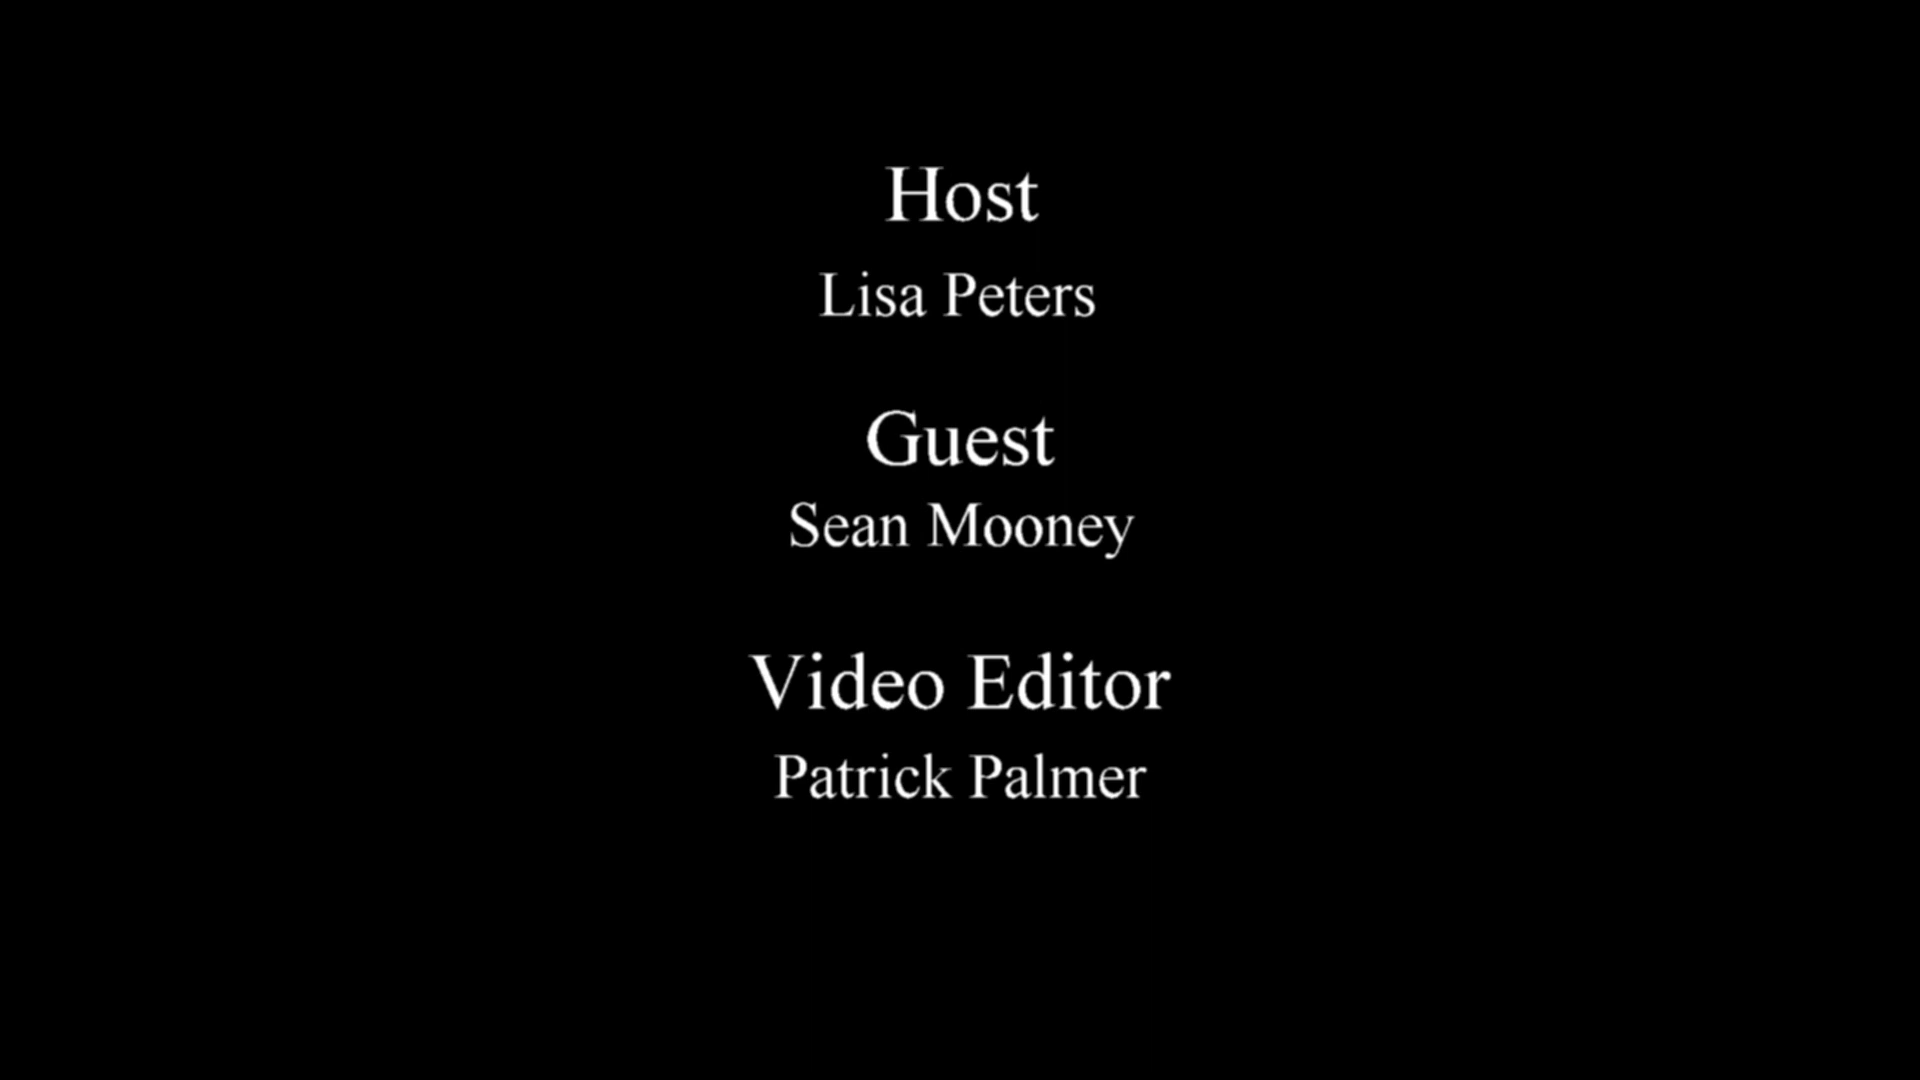 Host
Lisa Peters
Guest
Sean Mooney
Video Editor
Patrick Palmer